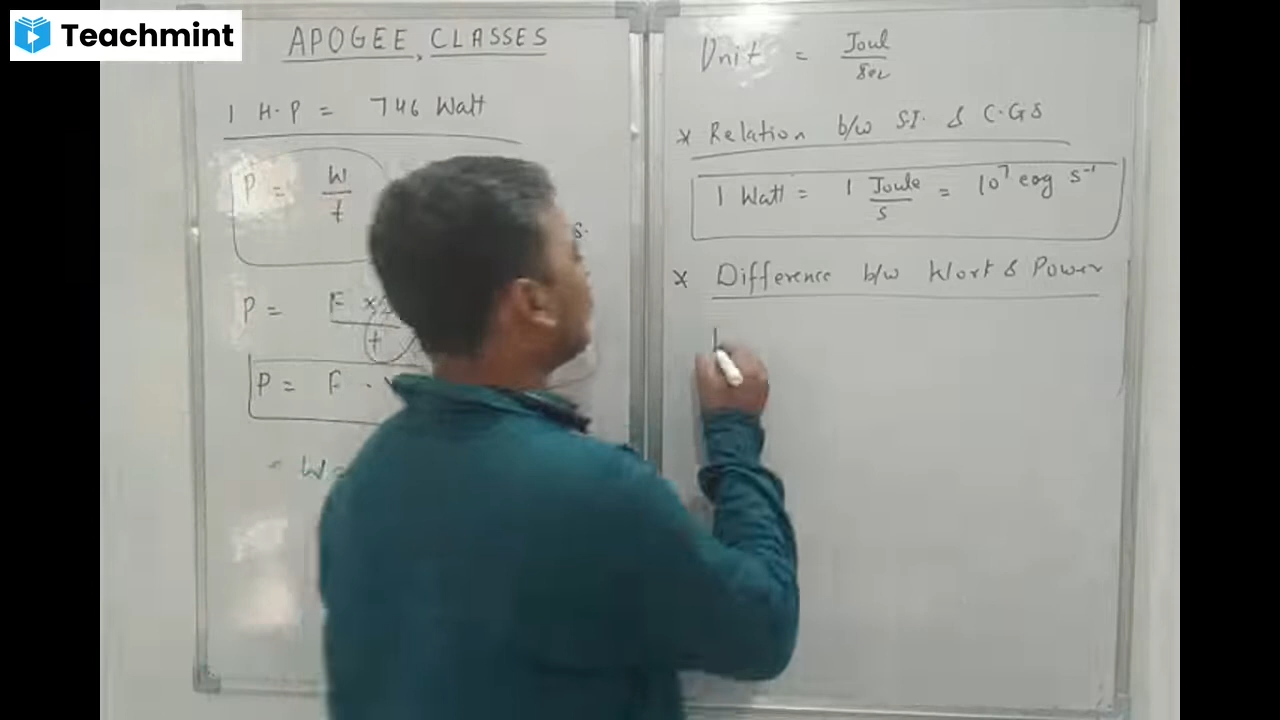 Teachmint
APOGEE CLASSES
1 H.P = 746 Watt
P = W/t
P = F × / t
P = F .
= W =
Unit = Joul/Sec
* Relation b/w S.I. & C.G.S
1 Watt = 1 Joule/s = 10⁷ erg s⁻¹
* Difference b/w Work & Power